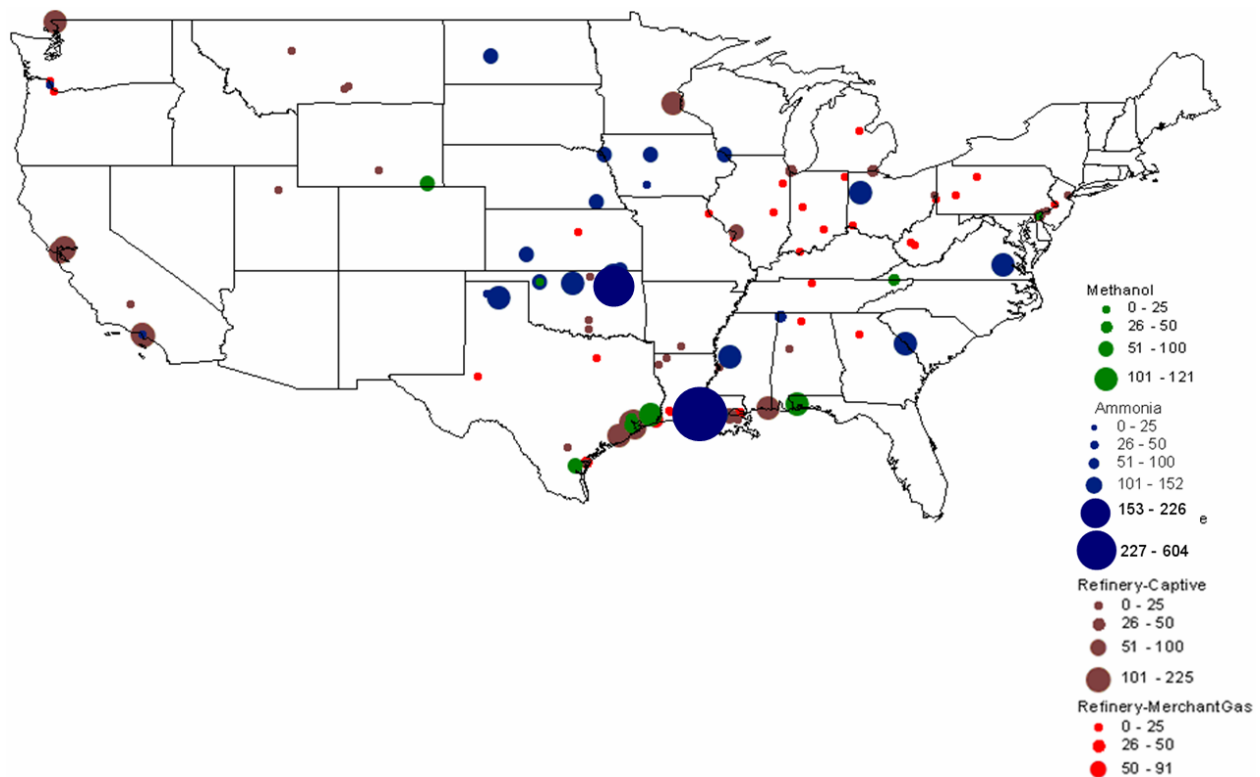 Methanol
0 - 25
26 - 50
51 - 100
101 - 121
Ammonia
0 - 25
26 - 50
51 - 100
101 - 152
153 - 226
e
227 - 604
Refinery-Captive
0 - 25
26 - 50
51 - 100
101 - 225
Refinery-MerchantGas
0 - 25
26 - 50
50 - 91